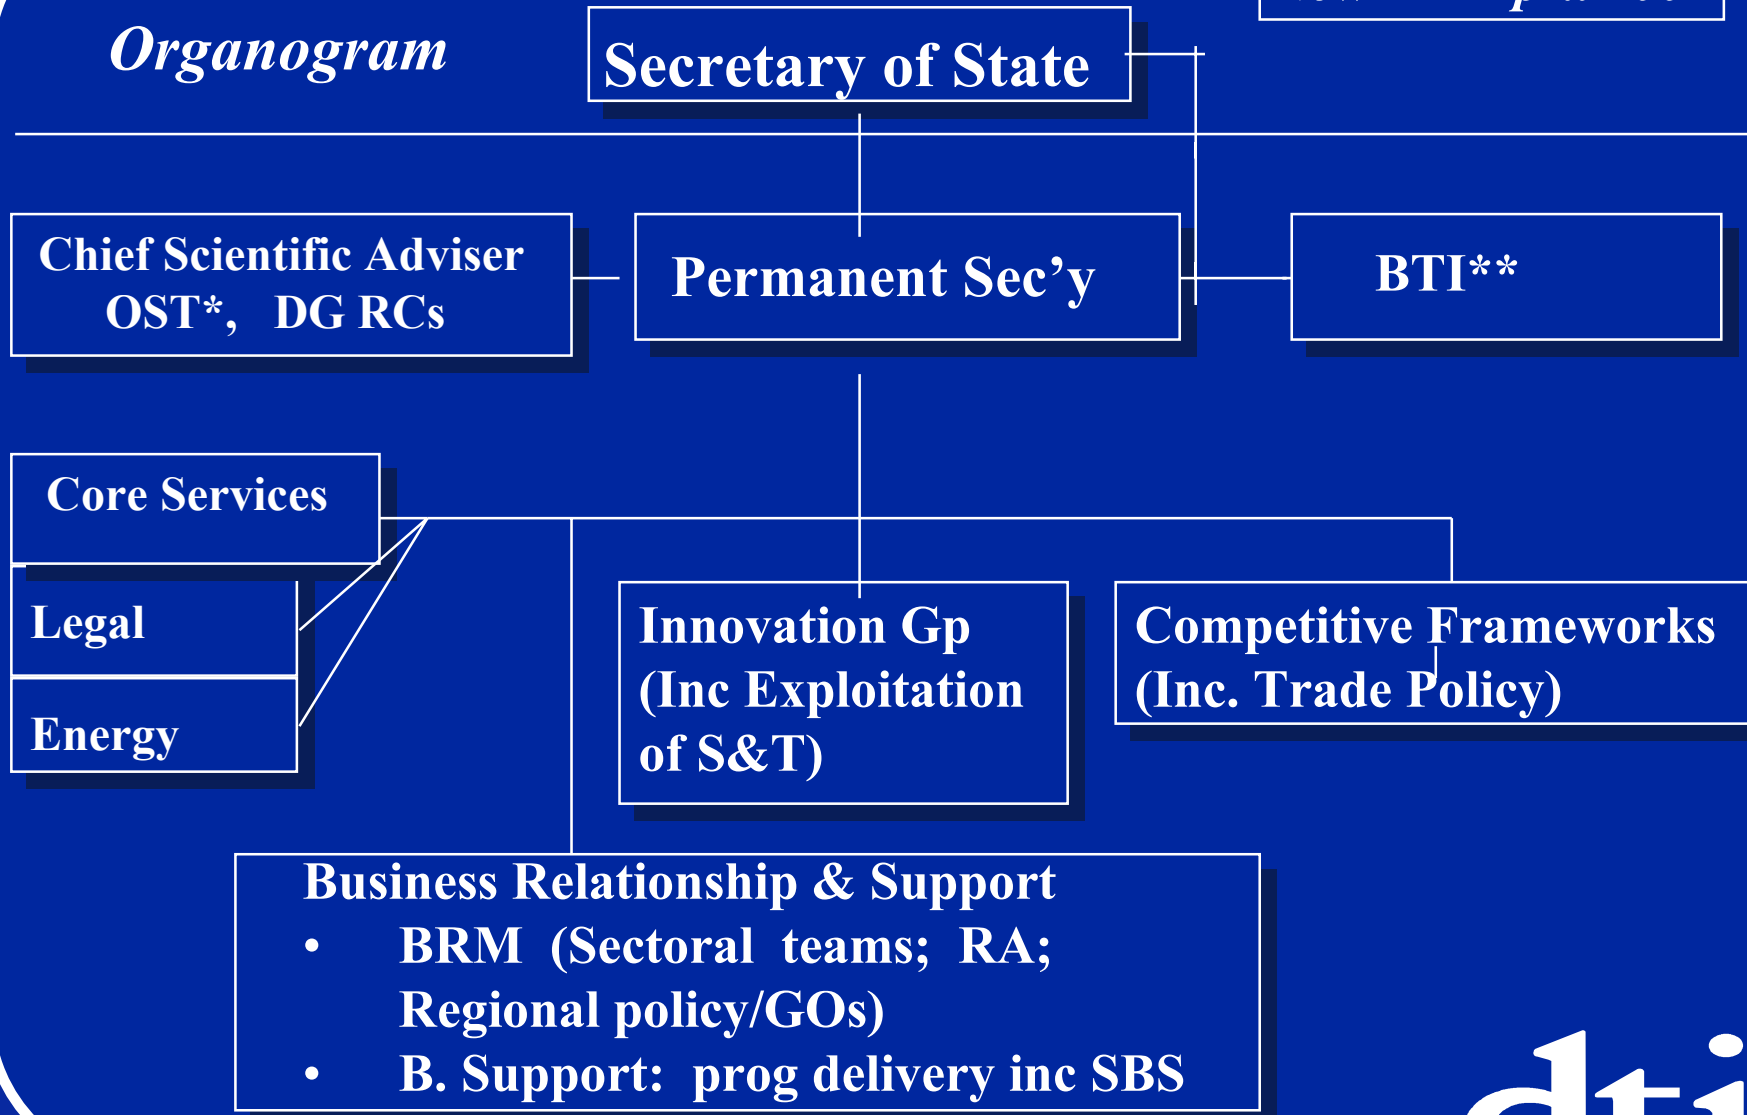 Organogram
Secretary of State
Chief Scientific Adviser
OST*, DG RCs
Permanent Sec’y
BTI**
Core Services
Legal
Energy
Innovation Gp
(Inc Exploitation
of S&T)
Competitive Frameworks
(Inc. Trade Policy)
Business Relationship & Support
• BRM (Sectoral teams; RA;
Regional policy/GOs)
• B. Support: prog delivery inc SBS
dti